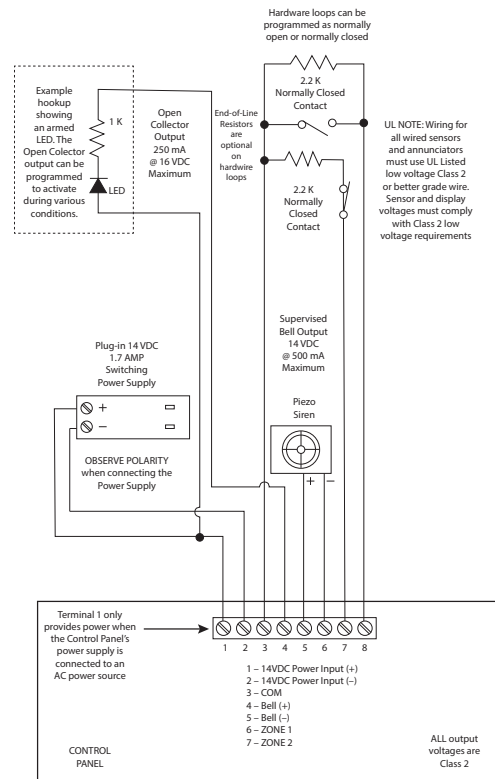 Hardware loops can be
programmed as normally
open or normally closed
Example
hookup
showing
an armed
LED. The
Open Colector
output can be
programmed
to activate
during various
conditions.
1 K
LED
Open
Collector
Output
250 mA
@ 16 VDC
Maximum
End-of-Line
Resistors
are
optional
on
hardwire
loops
2.2 K
Normally Closed
Contact
2.2 K
Normally
Closed
Contact
UL NOTE: Wiring for
all wired sensors
and annunciators
must use UL Listed
low voltage Class 2
or better grade wire.
Sensor and display
voltages must comply
with Class 2 low
voltage requirements
Supervised
Bell Output
14 VDC
@ 500 mA
Maximum
Plug-in 14 VDC
1.7 AMP
Switching
Power Supply
+
–
OBSERVE POLARITY
when connecting the
Power Supply
Piezo
Siren
+ –
Terminal 1 only
provides power when
the Control Panel's
power supply is
connected to an
AC power source
1 2 3 4 5 6 7 8
1 – 14VDC Power Input (+)
2 – 14VDC Power Input (–)
3 – COM
4 – Bell (+)
5 – Bell (–)
6 – ZONE 1
7 – ZONE 2
CONTROL
PANEL
ALL output
voltages are
Class 2